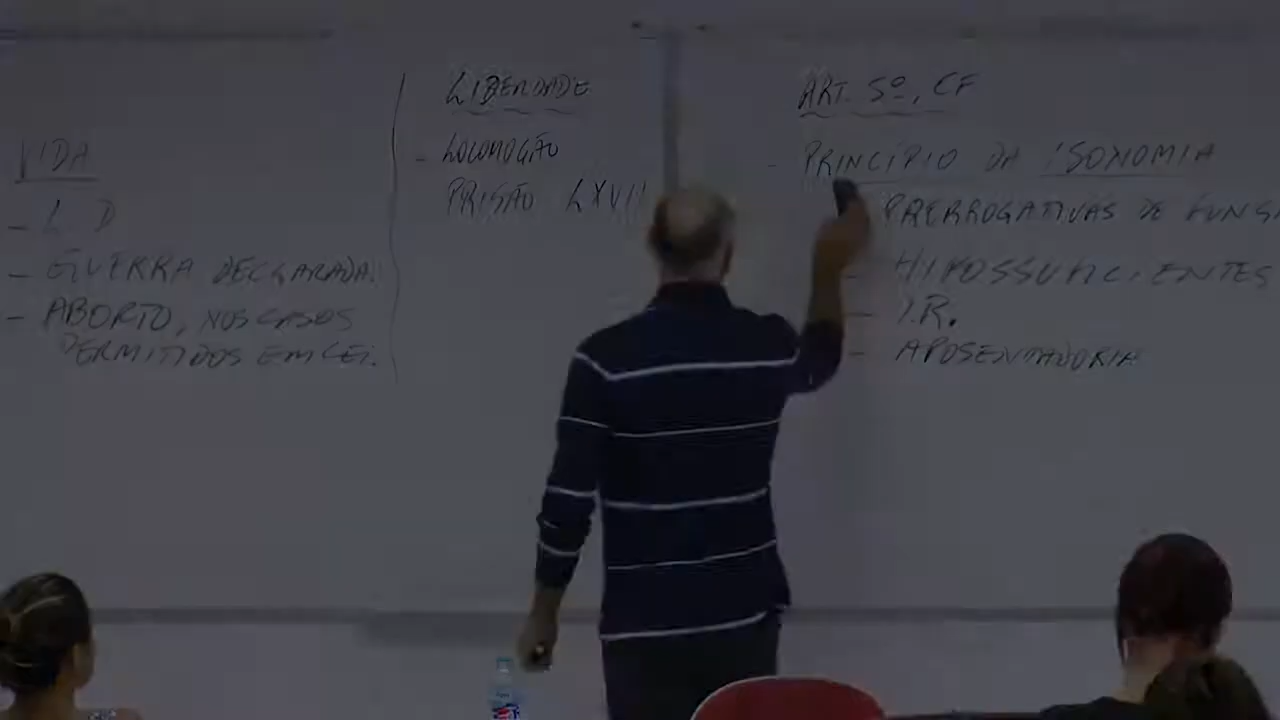 VIDA
- L D
- GUERRA DECLARADA.
- ABORTO, NOS CASOS
PERMITIDOS EM LEI.
LIBERDADE
- LOCOMOÇÃO
PRISÃO LXVII
ART. 5º, CF
- PRINCÍPIO DA ISONOMIA
PRERROGATIVAS DE FUNÇ
- HIPOSSUFICIENTES
- I.R.
- APOSENTADORIA